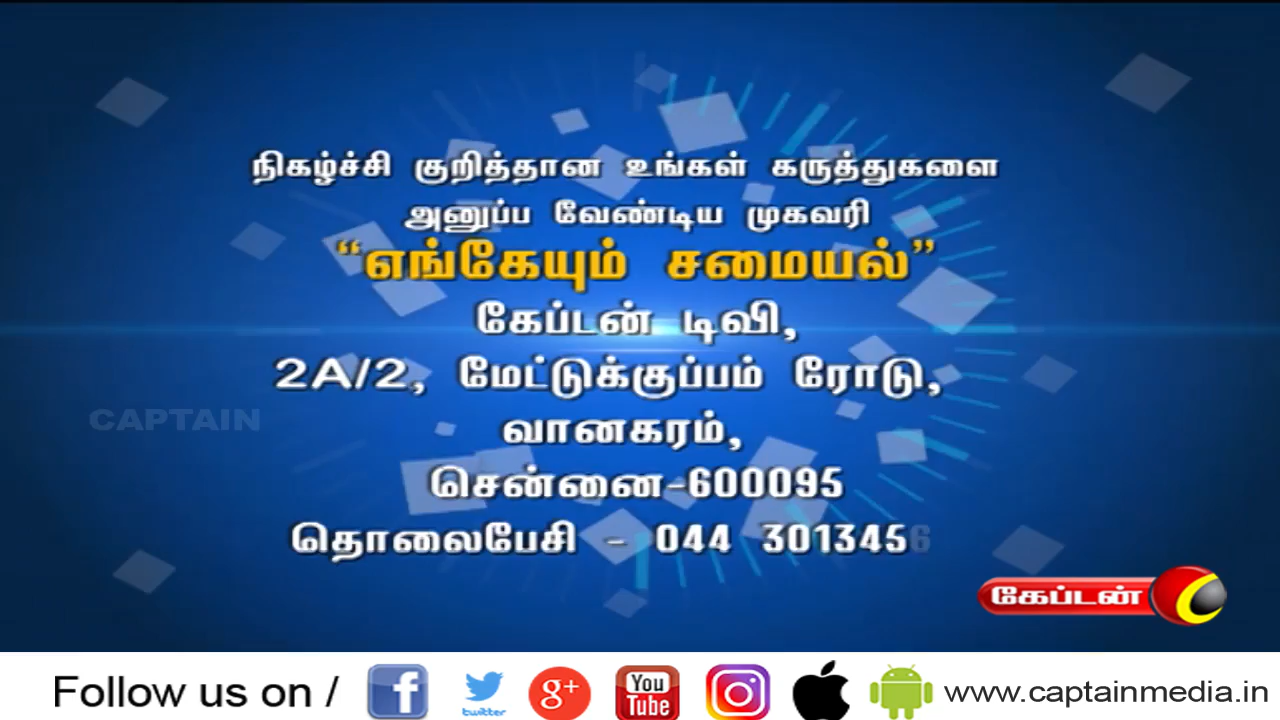 நிகழ்ச்சி குறித்தான உங்கள் கருத்துகளை
அனுப்ப வேண்டிய முகவரி
“எங்கேயும் சமையல்”
கேப்டன் டிவி,
2A/2, மேட்டுக்குப்பம் ரோடு,
வானகரம்,
சென்னை-600095
தொலைபேசி - 044 3013456
CAPTAIN
கேப்டன்
Follow us on / f twitter g+ You Tube www.captainmedia.in